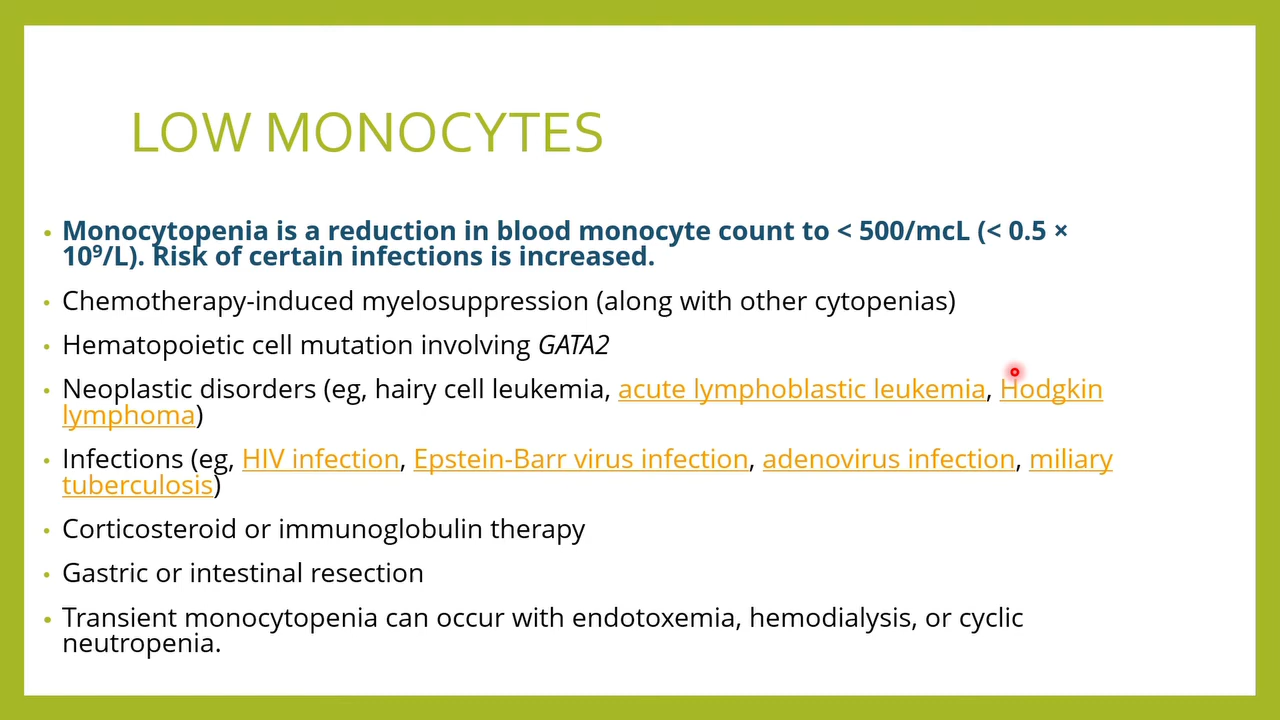 LOW MONOCYTES
• Monocytopenia is a reduction in blood monocyte count to < 500/mcL (< 0.5 ×
10⁹/L). Risk of certain infections is increased.
• Chemotherapy-induced myelosuppression (along with other cytopenias)
• Hematopoietic cell mutation involving GATA2
• Neoplastic disorders (eg, hairy cell leukemia, acute lymphoblastic leukemia, Hodgkin
lymphoma)
• Infections (eg, HIV infection, Epstein-Barr virus infection, adenovirus infection, miliary
tuberculosis)
• Corticosteroid or immunoglobulin therapy
• Gastric or intestinal resection
• Transient monocytopenia can occur with endotoxemia, hemodialysis, or cyclic
neutropenia.